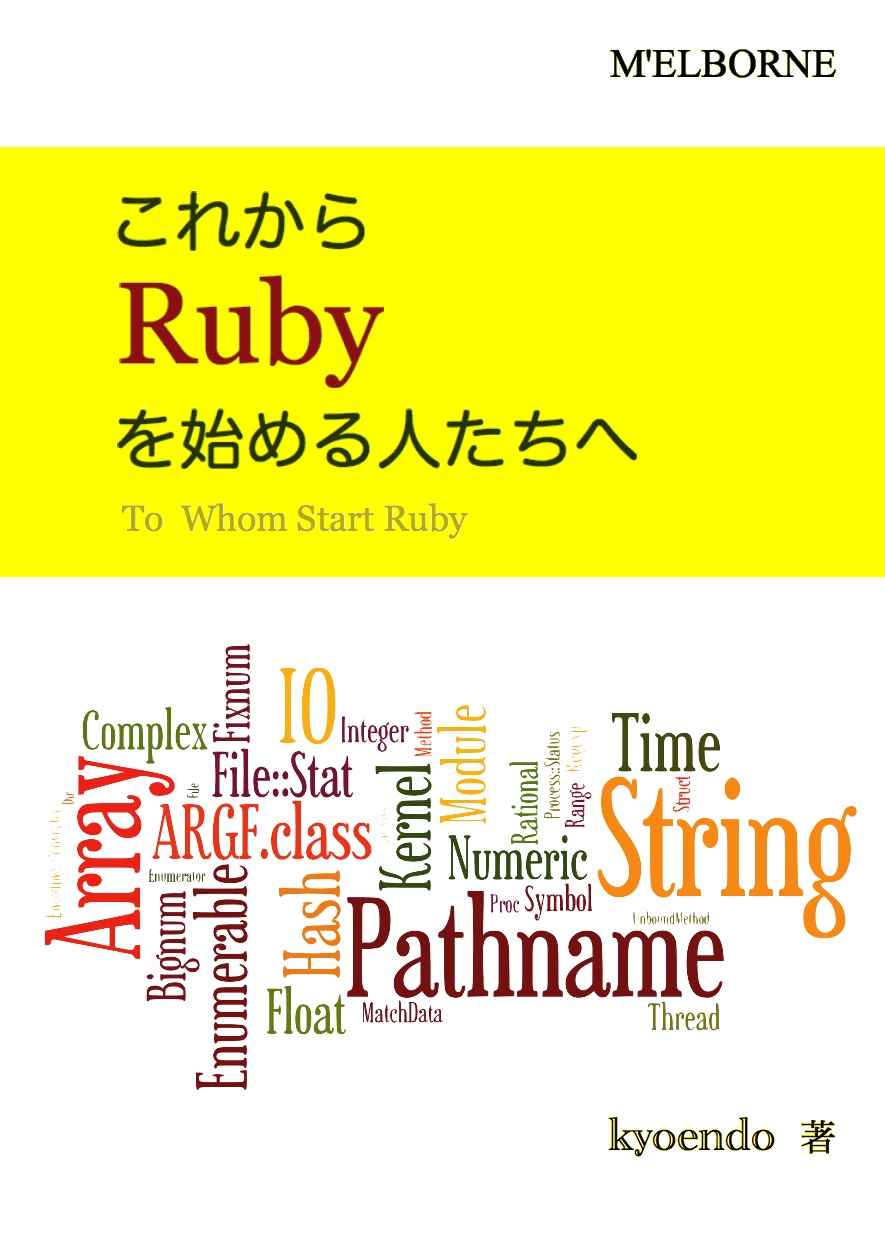 M'ELBORNE
これから
Ruby
を始める人たちへ
To Whom Start Ruby
Fixnum
IO
Complex
Integer
Method
Module
Time
File::Stat
Kernel
Rational
Process::Status
Regexp
Range
Struct
Array
Dir
File
ARGF.class
String
Numeric
Enumerator
Enumerable
Bignum
Hash
Proc
Symbol
Pathname
UnboundMethod
Float
MatchData
Thread
kyoendo 著